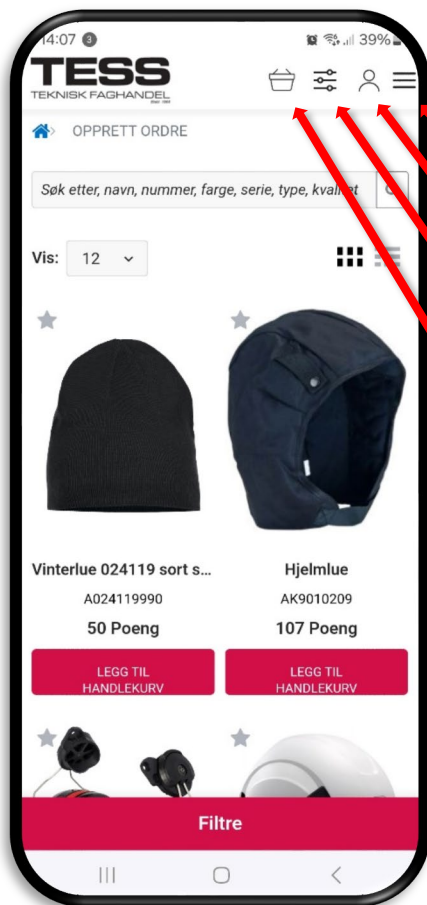 14:07 3 39%
TESS
TEKNISK FAGHANDEL
OPPRETT ORDRE
Søk etter, navn, nummer, farge, serie, type, kvalitet
Vis: 12
Vinterlue 024119 sort s...
A024119990
50 Poeng
LEGG TIL
HANDLEKURV
Hjelmlue
AK9010209
107 Poeng
LEGG TIL
HANDLEKURV
Filtre